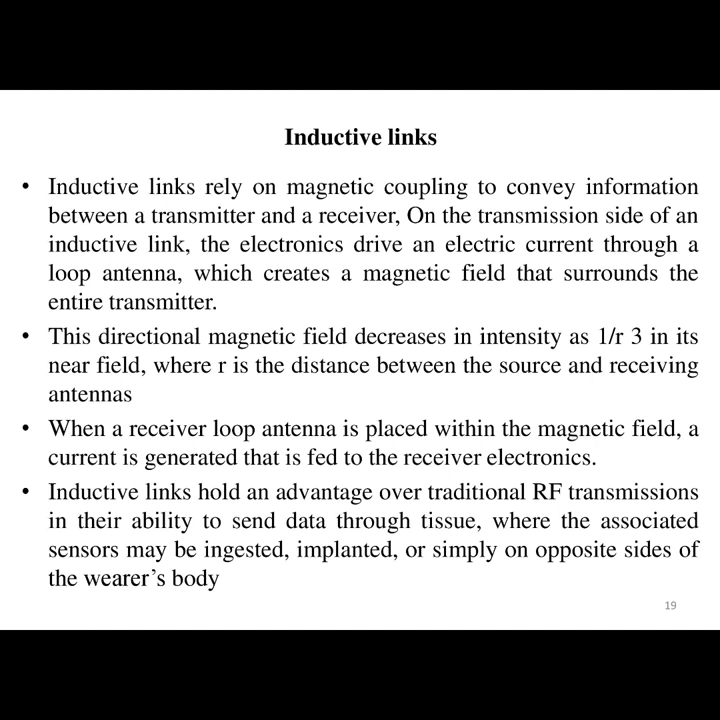 Inductive links
• Inductive links rely on magnetic coupling to convey information
between a transmitter and a receiver, On the transmission side of an
inductive link, the electronics drive an electric current through a
loop antenna, which creates a magnetic field that surrounds the
entire transmitter.
• This directional magnetic field decreases in intensity as 1/r 3 in its
near field, where r is the distance between the source and receiving
antennas
• When a receiver loop antenna is placed within the magnetic field, a
current is generated that is fed to the receiver electronics.
• Inductive links hold an advantage over traditional RF transmissions
in their ability to send data through tissue, where the associated
sensors may be ingested, implanted, or simply on opposite sides of
the wearer’s body
19